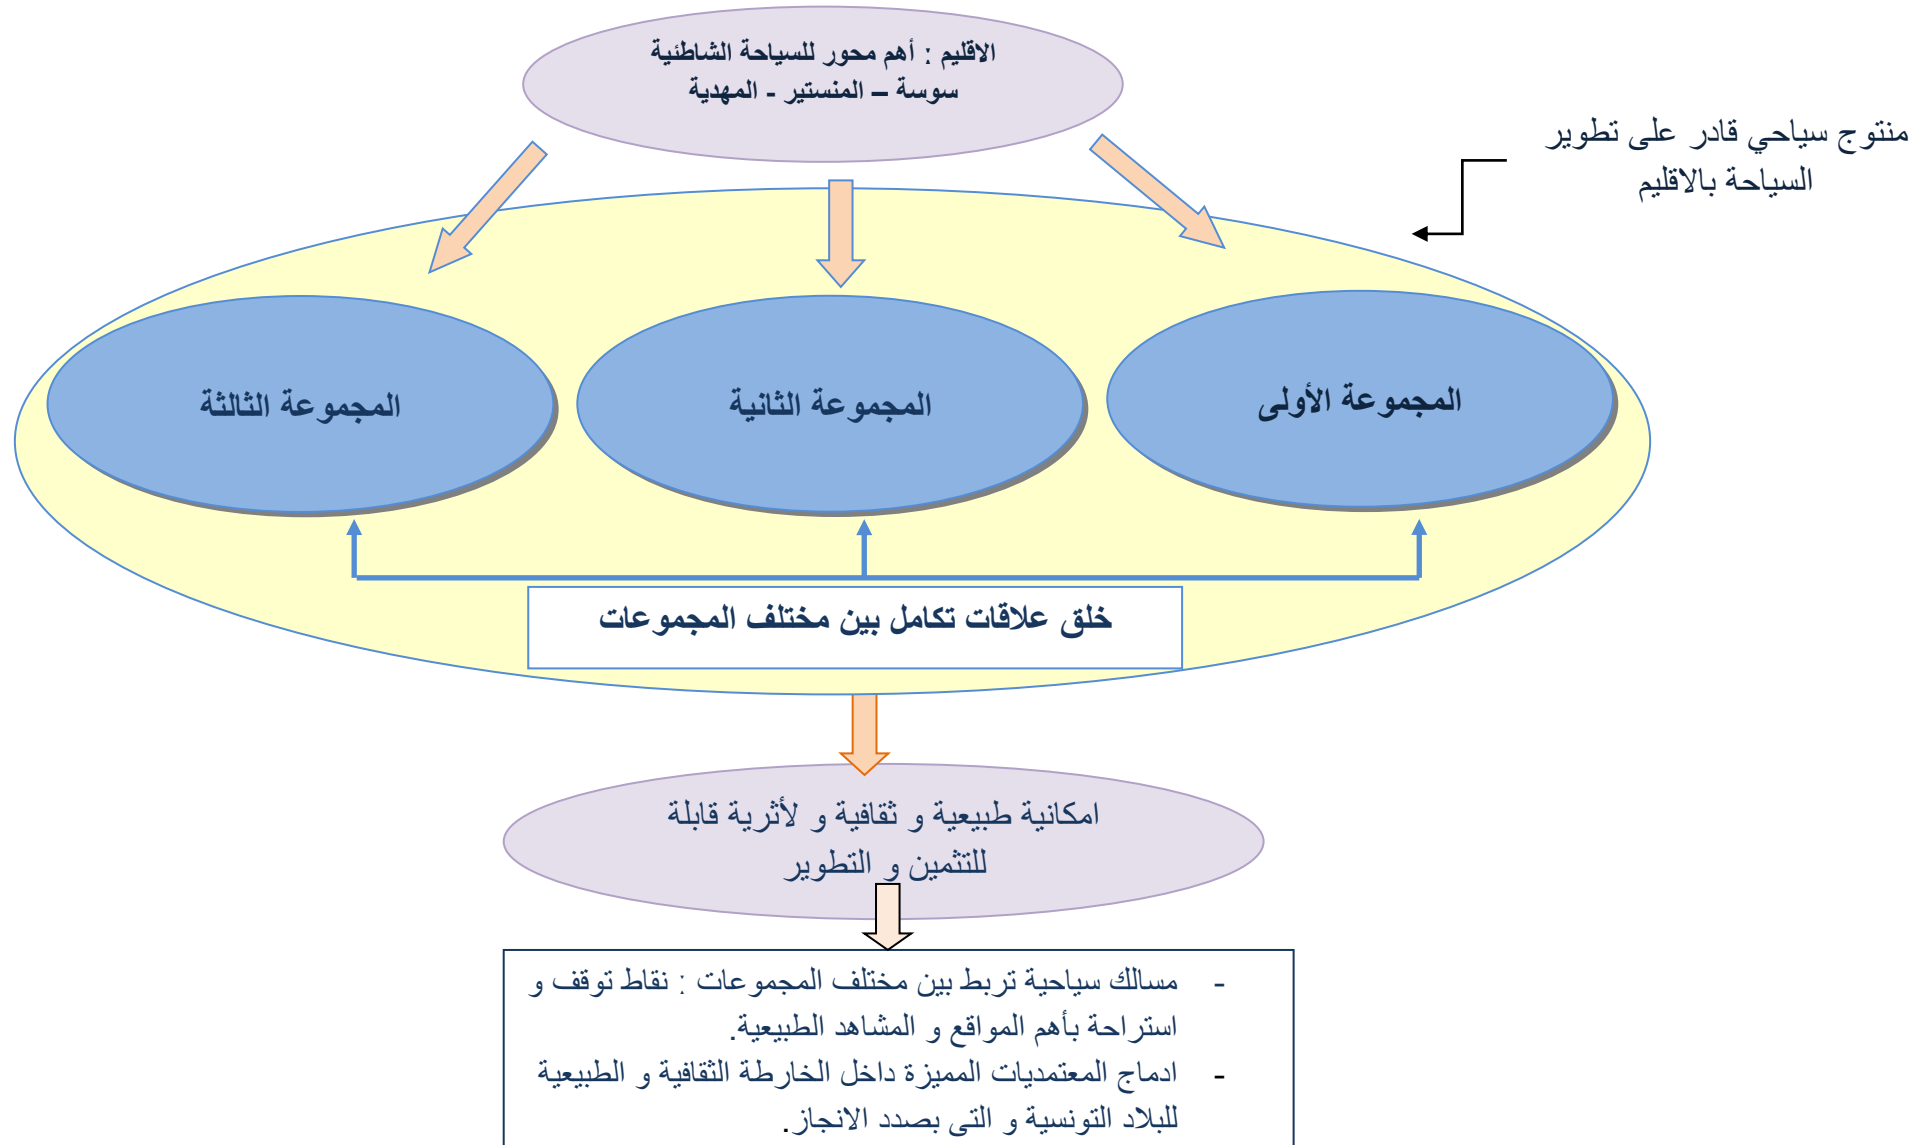 الاقليم : أهم محور للسياحة الشاطئية
سوسة – المنستير - المهدية
منتوج سياحي قادر على تطوير
السياحة بالاقليم
المجموعة الأولى
المجموعة الثانية
المجموعة الثالثة
خلق علاقات تكامل بين مختلف المجموعات
امكانية طبيعية و ثقافية و لأثرية قابلة
للتثمين و التطوير
- مسالك سياحية تربط بين مختلف المجموعات : نقاط توقف و
استراحة بأهم المواقع و المشاهد الطبيعية.
- ادماج المعتمديات المميزة داخل الخارطة الثقافية و الطبيعية
للبلاد التونسية و التى بصدد الانجاز.